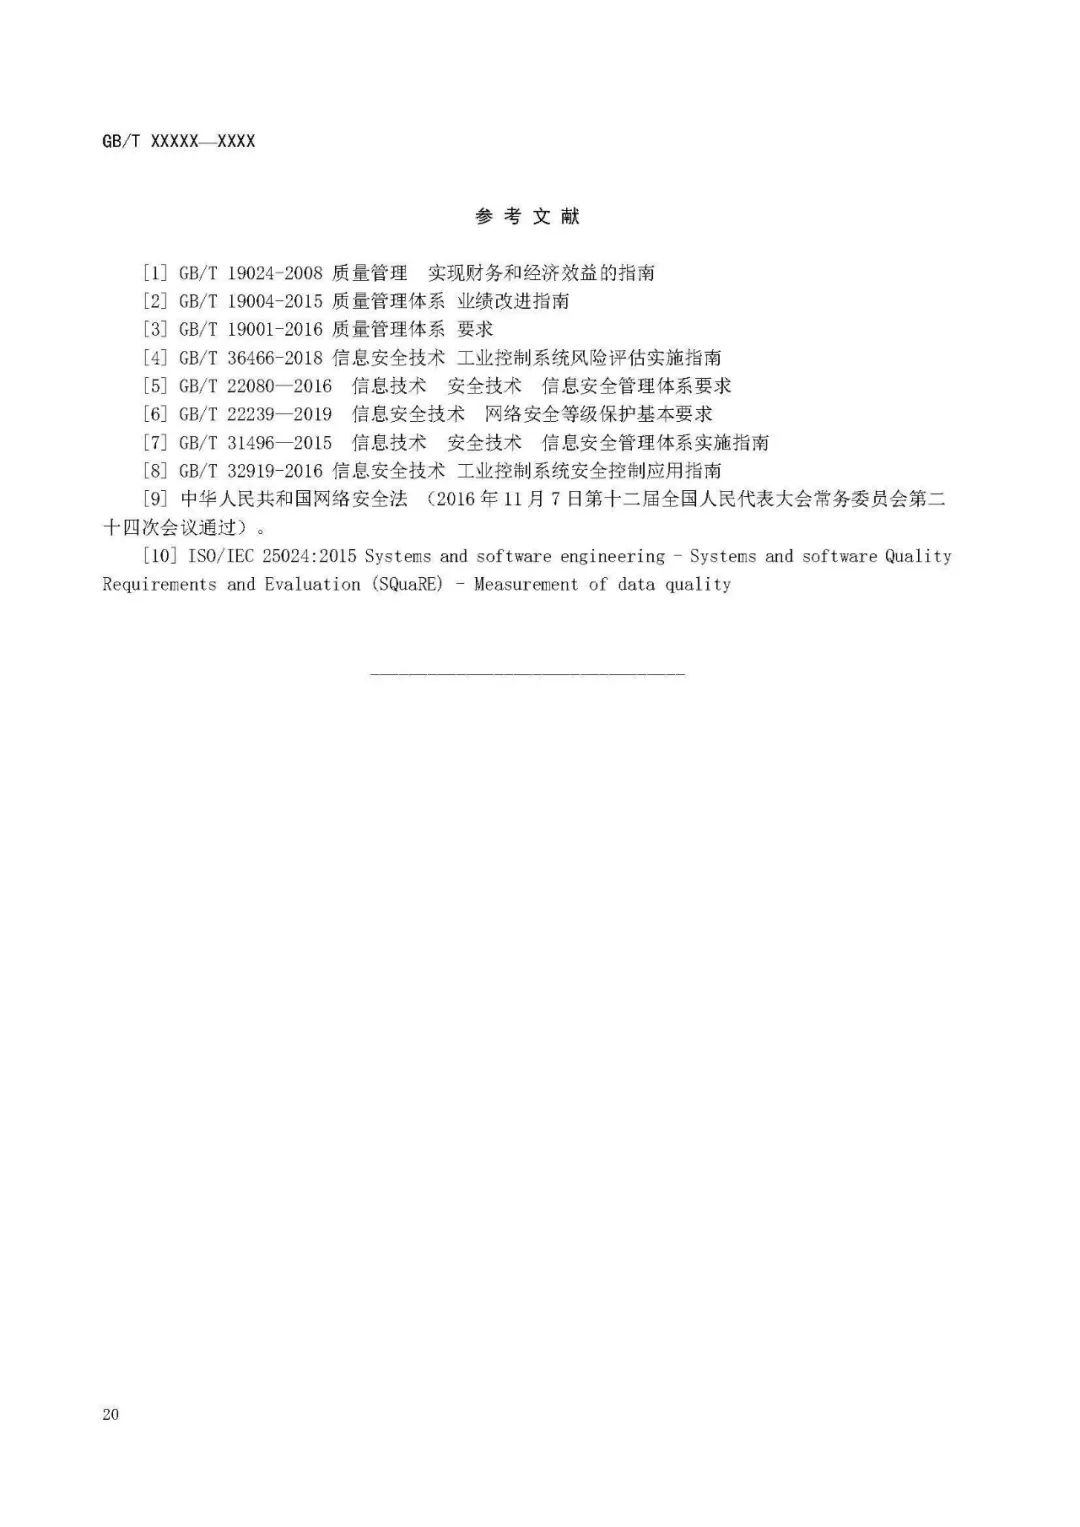 GB/T XXXXX—XXXX
参 考 文 献
[1] GB/T 19024-2008 质量管理　实现财务和经济效益的指南
[2] GB/T 19004-2015 质量管理体系 业绩改进指南
[3] GB/T 19001-2016 质量管理体系 要求
[4] GB/T 36466-2018 信息安全技术 工业控制系统风险评估实施指南
[5] GB/T 22080—2016　信息技术　安全技术　信息安全管理体系要求
[6] GB/T 22239—2019　信息安全技术　网络安全等级保护基本要求
[7] GB/T 31496—2015　信息技术　安全技术　信息安全管理体系实施指南
[8] GB/T 32919-2016 信息安全技术 工业控制系统安全控制应用指南
[9] 中华人民共和国网络安全法 （2016 年 11 月 7 日第十二届全国人民代表大会常务委员会第二
十四次会议通过）。
[10] ISO/IEC 25024:2015 Systems and software engineering - Systems and software Quality
Requirements and Evaluation (SQuaRE) - Measurement of data quality
20